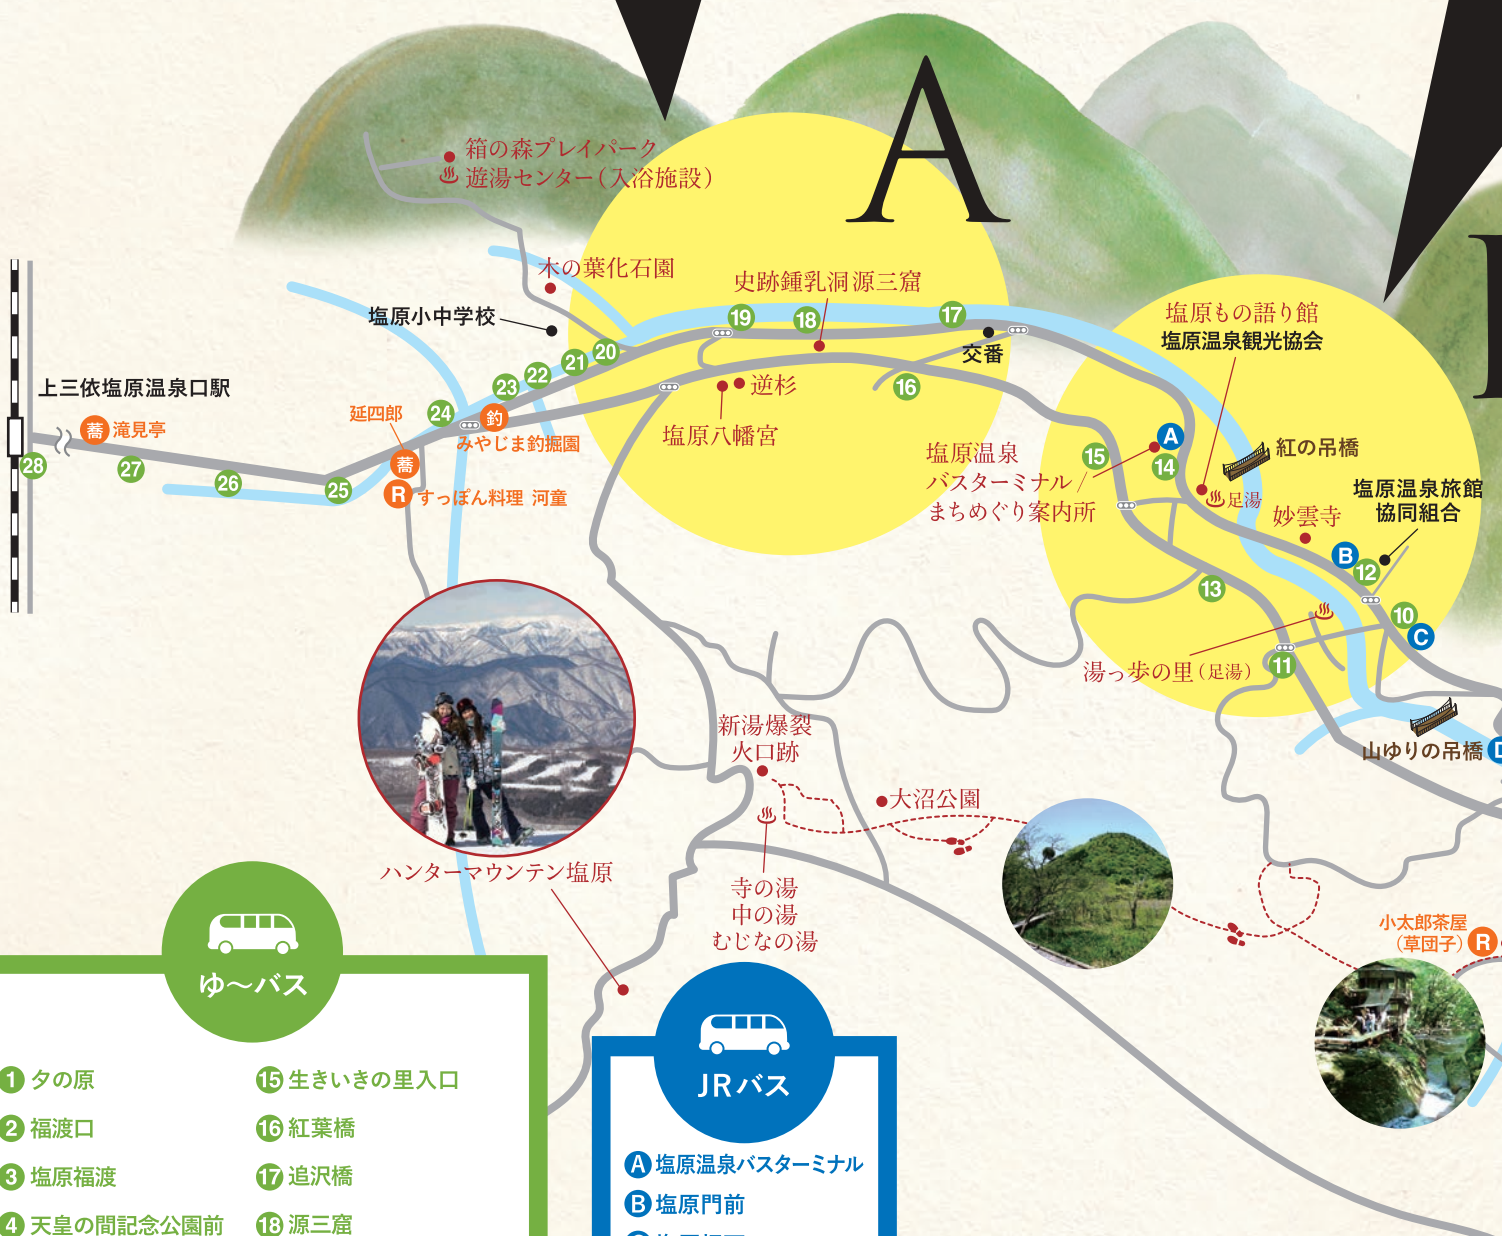 A
箱の森プレイパーク
遊湯センター（入浴施設）
木の葉化石園
史跡鍾乳洞源三窟
塩原小中学校
19
18
17
交番
塩原もの語り館
塩原温泉観光協会
上三依塩原温泉口駅
20
21
22
23
24
釣
みやじま釣掘園
延四郎
蕎
滝見亭
蕎
R
すっぽん料理 河童
28
27
26
25
逆杉
塩原八幡宮
16
塩原温泉
バスターミナル／
まちめぐり案内所
15
A
14
足湯
紅の吊橋
妙雲寺
塩原温泉旅館
協同組合
B
12
13
10
C
11
湯っ歩の里（足湯）
山ゆりの吊橋
新湯爆裂
火口跡
大沼公園
ハンターマウンテン塩原
寺の湯
中の湯
むじなの湯
小太郎茶屋
（草団子）
R
ゆ〜バス
1 夕の原
2 福渡口
3 塩原福渡
4 天皇の間記念公園前
15 生きいきの里入口
16 紅葉橋
17 追沢橋
18 源三窟
JRバス
A 塩原温泉バスターミナル
B 塩原門前